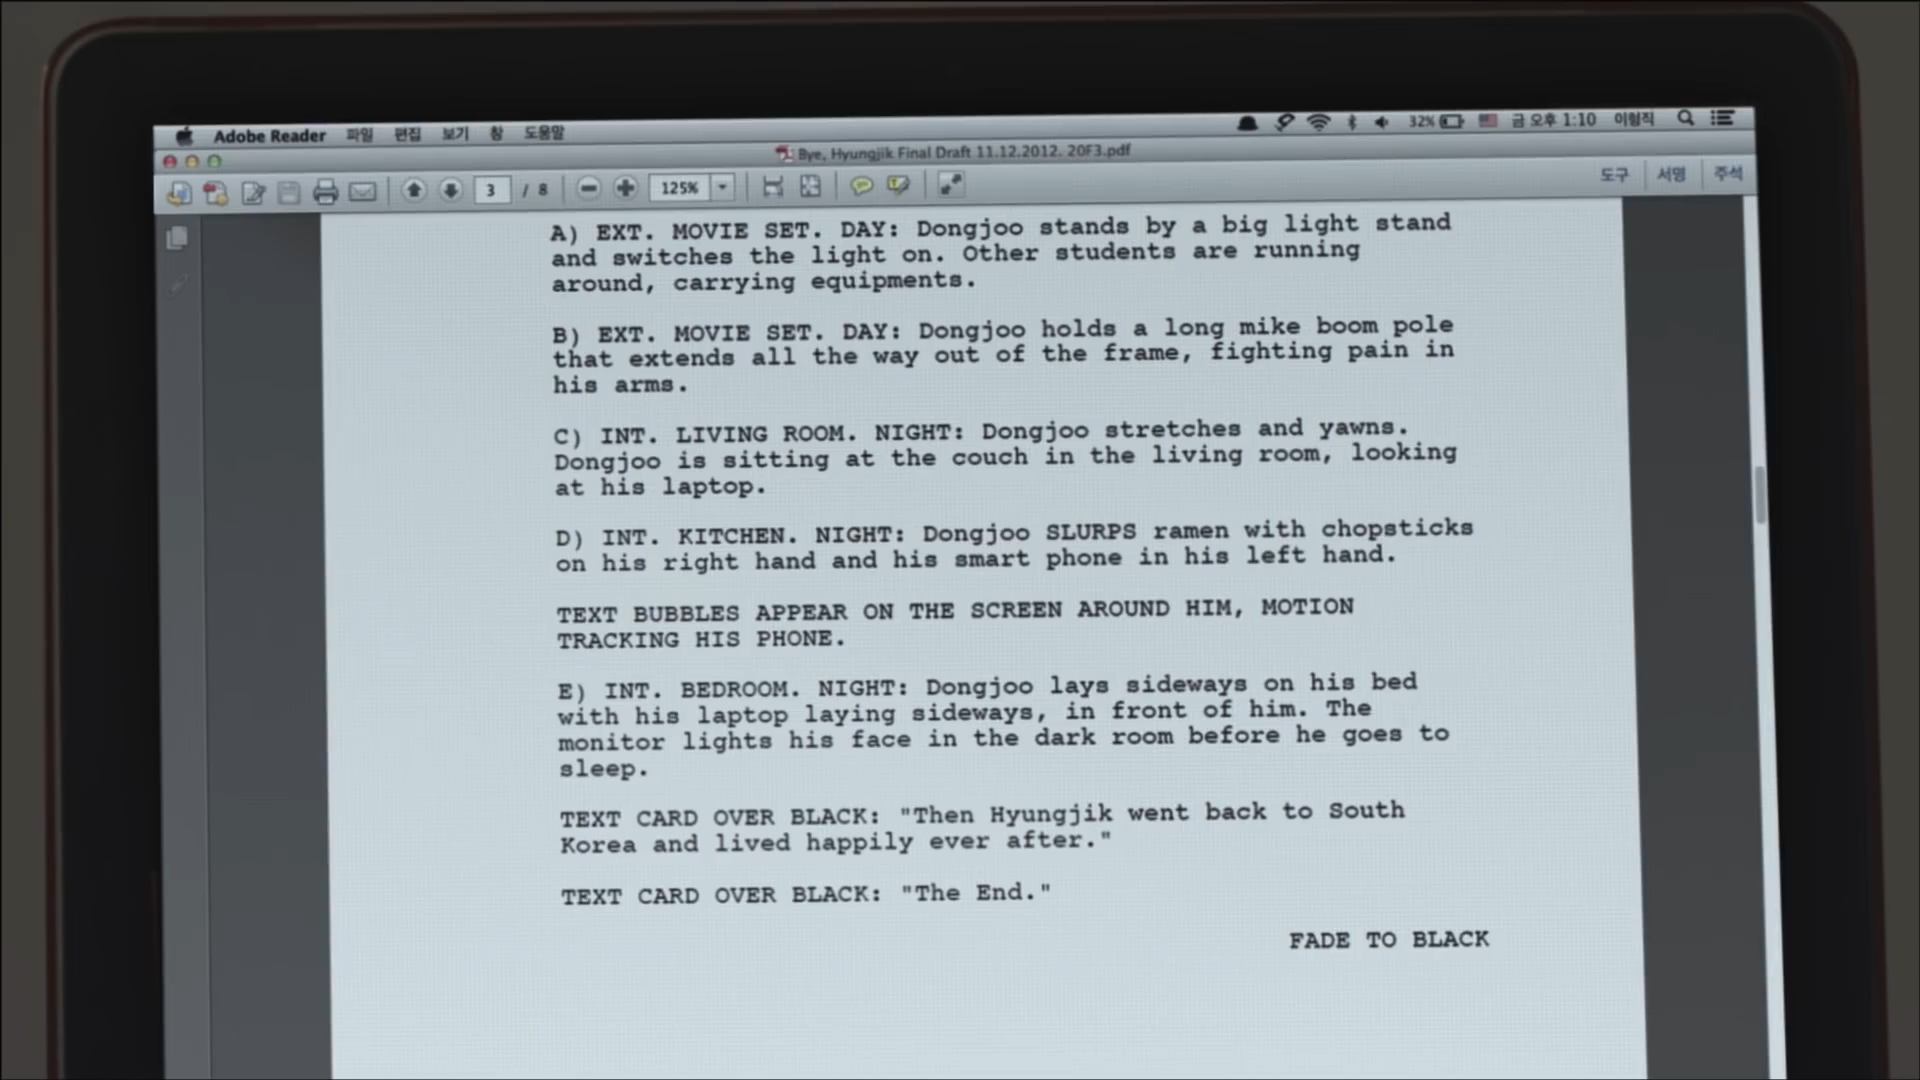 Adobe Reader 파일 편집 보기 창 도움말 32% 금 오후 1:10 이형직
Bye, Hyungjik Final Draft 11.12.2012. 20F3.pdf
3 / 8 125% 도구 서명 주석
A) EXT. MOVIE SET. DAY: Dongjoo stands by a big light stand
and switches the light on. Other students are running
around, carrying equipments.
B) EXT. MOVIE SET. DAY: Dongjoo holds a long mike boom pole
that extends all the way out of the frame, fighting pain in
his arms.
C) INT. LIVING ROOM. NIGHT: Dongjoo stretches and yawns.
Dongjoo is sitting at the couch in the living room, looking
at his laptop.
D) INT. KITCHEN. NIGHT: Dongjoo SLURPS ramen with chopsticks
on his right hand and his smart phone in his left hand.
TEXT BUBBLES APPEAR ON THE SCREEN AROUND HIM, MOTION
TRACKING HIS PHONE.
E) INT. BEDROOM. NIGHT: Dongjoo lays sideways on his bed
with his laptop laying sideways, in front of him. The
monitor lights his face in the dark room before he goes to
sleep.
TEXT CARD OVER BLACK: "Then Hyungjik went back to South
Korea and lived happily ever after."
TEXT CARD OVER BLACK: "The End."
FADE TO BLACK